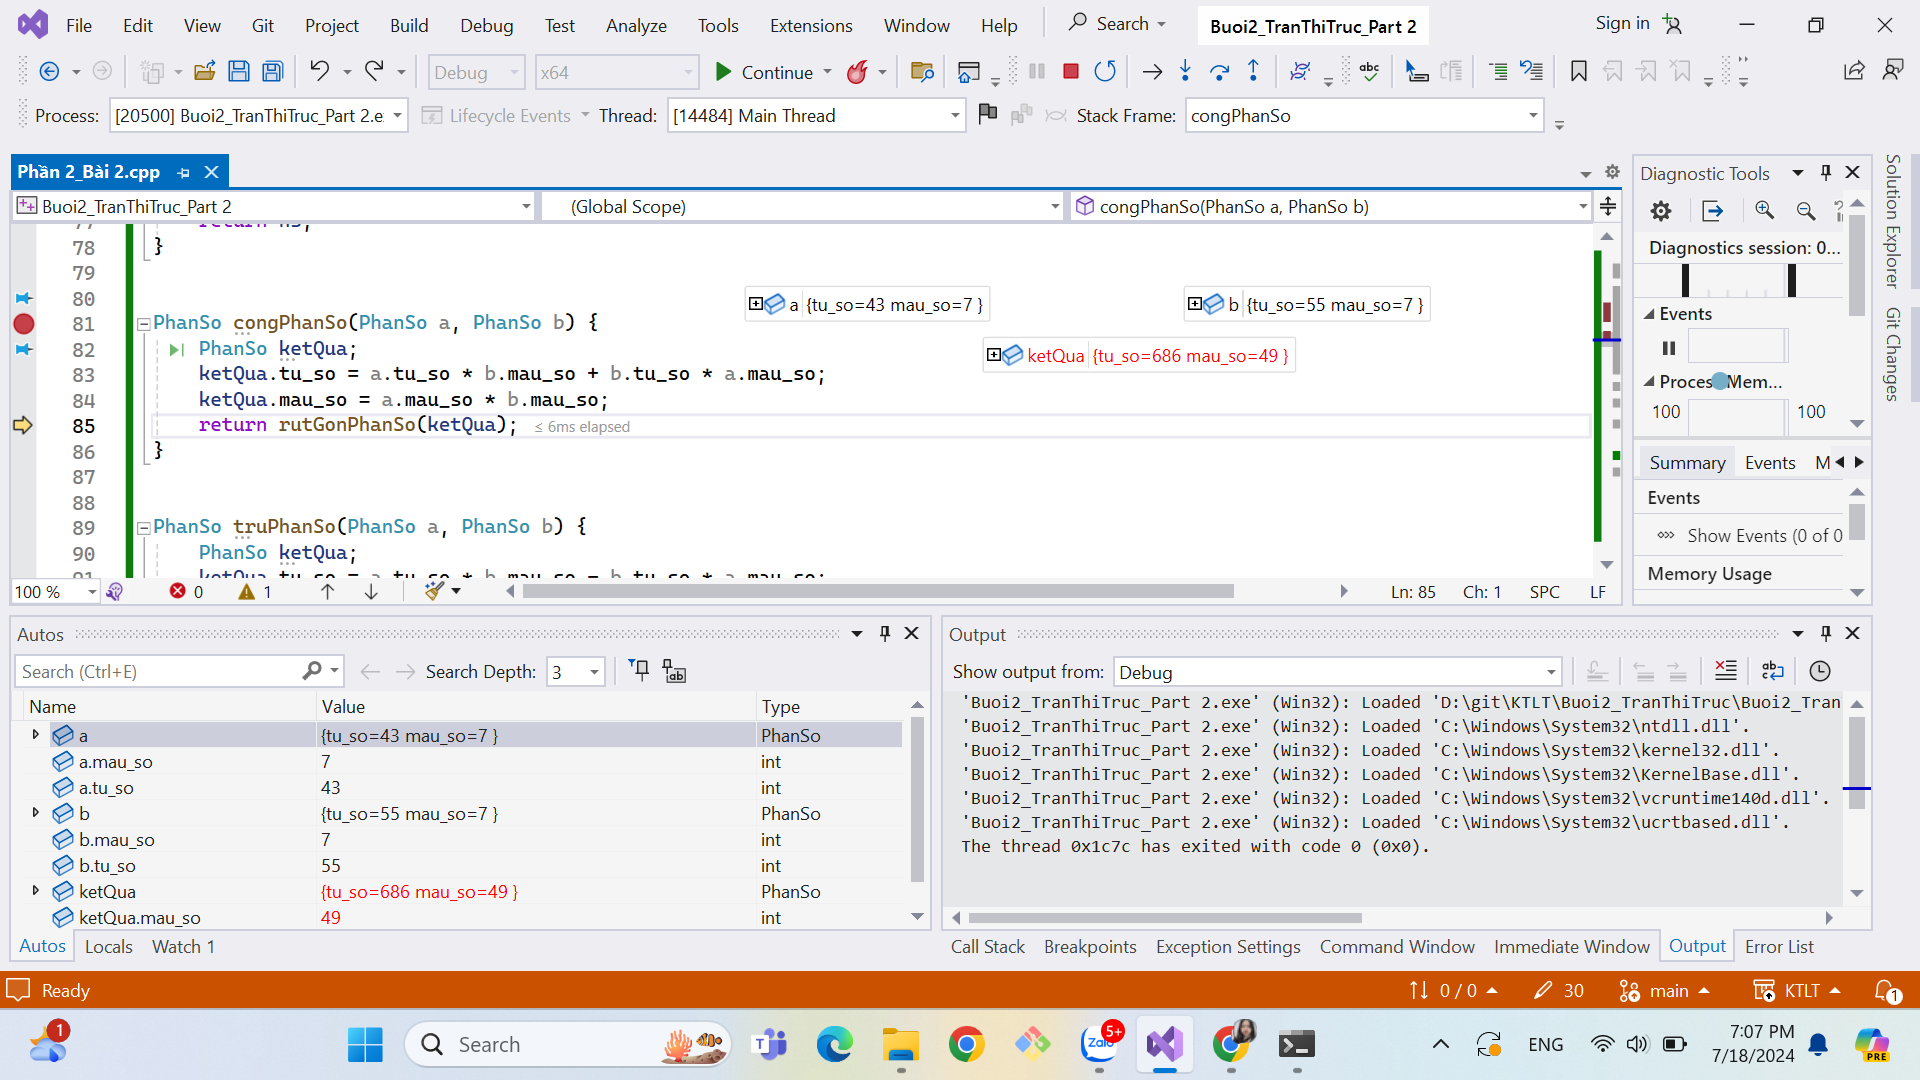 File Edit View Git Project Build Debug Test Analyze Tools Extensions Window Help Search Buoi2_TranThiTruc_Part 2 Sign in
Debug x64 Continue
Process: [20500] Buoi2_TranThiTruc_Part 2.e: Lifecycle Events Thread: [14484] Main Thread Stack Frame: congPhanSo
Phần 2_Bài 2.cpp
Buoi2_TranThiTruc_Part 2 (Global Scope) congPhanSo(PhanSo a, PhanSo b)
78 }
79
80
a {tu_so=43 mau_so=7 } b {tu_so=55 mau_so=7 }
81 PhanSo congPhanSo(PhanSo a, PhanSo b) {
82 PhanSo ketQua;
ketQua {tu_so=686 mau_so=49 }
83 ketQua.tu_so = a.tu_so * b.mau_so + b.tu_so * a.mau_so;
84 ketQua.mau_so = a.mau_so * b.mau_so;
85 return rutGonPhanSo(ketQua); ≤ 6ms elapsed
86 }
87
88
89 PhanSo truPhanSo(PhanSo a, PhanSo b) {
90 PhanSo ketQua;
100 % 0 1 Ln: 85 Ch: 1 SPC LF
Diagnostic Tools
Diagnostics session: 0...
Events
Process Mem...
100 100
Summary Events M
Events
Show Events (0 of 0
Memory Usage
Solution Explorer
Git Changes
Autos
Search (Ctrl+E) Search Depth: 3
Name Value Type
a {tu_so=43 mau_so=7 } PhanSo
a.mau_so 7 int
a.tu_so 43 int
b {tu_so=55 mau_so=7 } PhanSo
b.mau_so 7 int
b.tu_so 55 int
ketQua {tu_so=686 mau_so=49 } PhanSo
ketQua.mau_so 49 int
Autos Locals Watch 1
Output
Show output from: Debug
'Buoi2_TranThiTruc_Part 2.exe' (Win32): Loaded 'D:\git\KTLT\Buoi2_TranThiTruc\Buoi2_Tran
'Buoi2_TranThiTruc_Part 2.exe' (Win32): Loaded 'C:\Windows\System32\ntdll.dll'.
'Buoi2_TranThiTruc_Part 2.exe' (Win32): Loaded 'C:\Windows\System32\kernel32.dll'.
'Buoi2_TranThiTruc_Part 2.exe' (Win32): Loaded 'C:\Windows\System32\KernelBase.dll'.
'Buoi2_TranThiTruc_Part 2.exe' (Win32): Loaded 'C:\Windows\System32\vcruntime140d.dll'.
'Buoi2_TranThiTruc_Part 2.exe' (Win32): Loaded 'C:\Windows\System32\ucrtbased.dll'.
The thread 0x1c7c has exited with code 0 (0x0).
Call Stack Breakpoints Exception Settings Command Window Immediate Window Output Error List
Ready 0 / 0 30 main KTLT 1
1 Search 5+ Zalo ENG 7:07 PM
7/18/2024 PRE